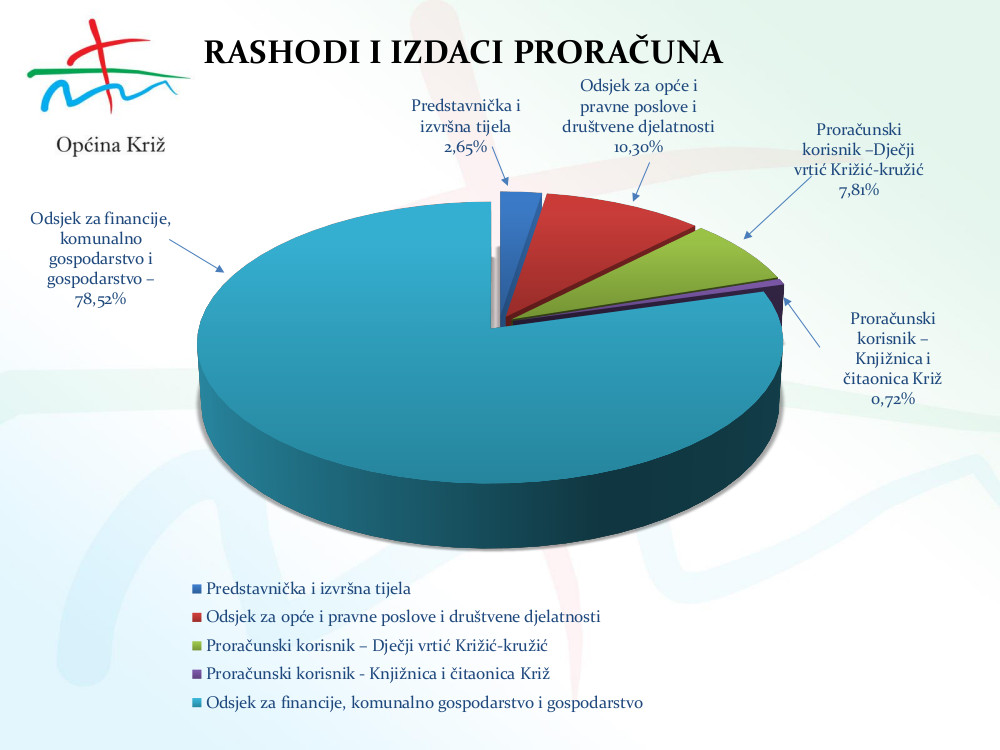 RASHODI I IZDACI PRORAČUNA
Općina Križ
Predstavnička i
izvršna tijela
2,65%
Odsjek za opće i
pravne poslove i
društvene djelatnosti
10,30%
Proračunski
korisnik –Dječji
vrtić Križić-kružić
7,81%
Odsjek za financije,
komunalno
gospodarstvo i
gospodarstvo –
78,52%
Proračunski
korisnik –
Knjižnica i
čitaonica Križ
0,72%
Predstavnička i izvršna tijela
Odsjek za opće i pravne poslove i društvene djelatnosti
Proračunski korisnik – Dječji vrtić Križić-kružić
Proračunski korisnik - Knjižnica i čitaonica Križ
Odsjek za financije, komunalno gospodarstvo i gospodarstvo